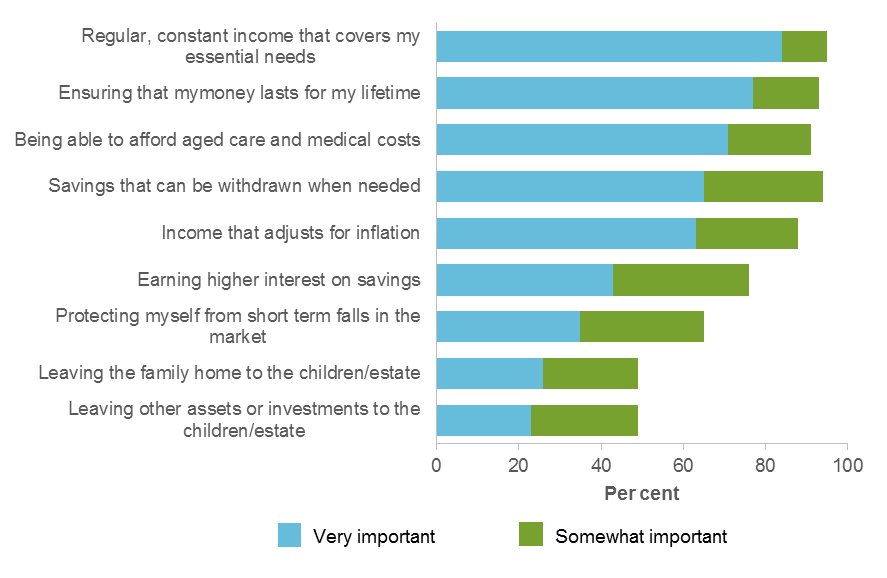 Regular, constant income that covers my
essential needs
Ensuring that mymoney lasts for my lifetime
Being able to afford aged care and medical costs
Savings that can be withdrawn when needed
Income that adjusts for inflation
Earning higher interest on savings
Protecting myself from short term falls in the
market
Leaving the family home to the children/estate
Leaving other assets or investments to the
children/estate
0 20 40 60 80 100
Per cent
Very important Somewhat important